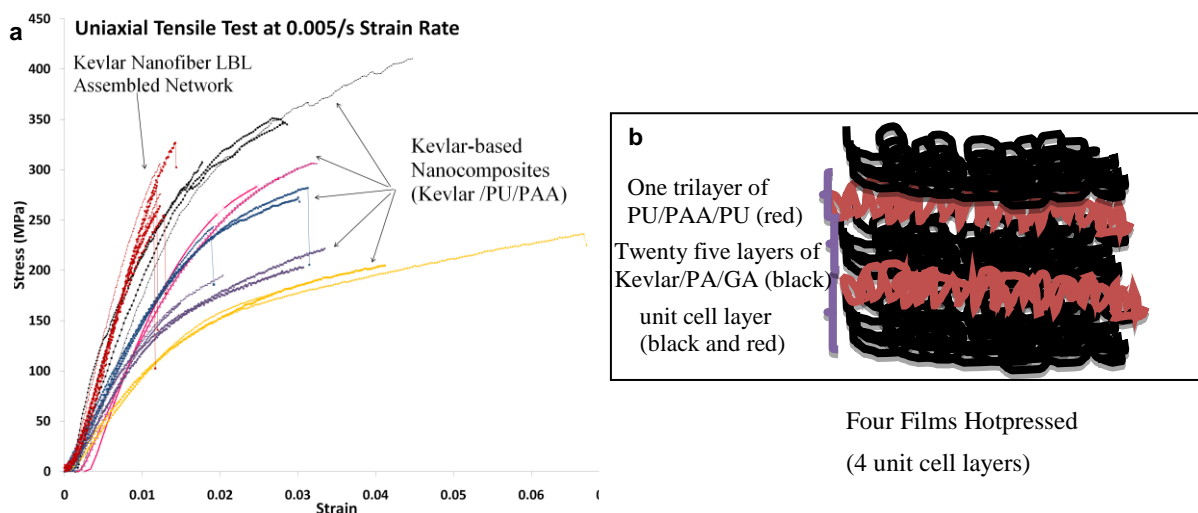 a
Uniaxial Tensile Test at 0.005/s Strain Rate
Kevlar Nanofiber LBL
Assembled Network
Kevlar-based
Nanocomposites
(Kevlar /PU/PAA)
Stress (MPa)
450
400
350
300
250
200
150
100
50
0
0 0.01 0.02 0.03 0.04 0.05 0.06
Strain
b
One trilayer of
PU/PAA/PU (red)
Twenty five layers of
Kevlar/PA/GA (black)
unit cell layer
(black and red)
Four Films Hotpressed
(4 unit cell layers)